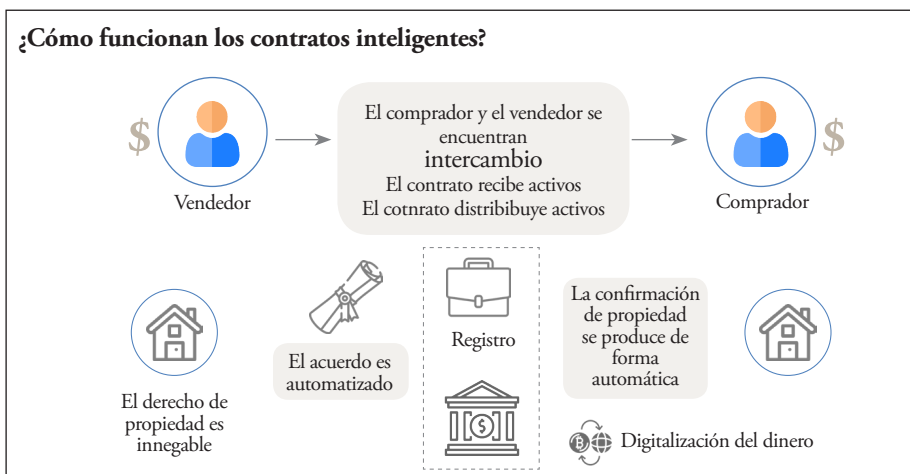 ¿Cómo funcionan los contratos inteligentes?
$
Vendedor
El comprador y el vendedor se
encuentran
intercambio
El contrato recibe activos
El cotnrato distribibuye activos
$
Comprador
El derecho de
propiedad es
innegable
El acuerdo es
automatizado
Registro
$
La confirmación
de propiedad
se produce de
forma
automática
Digitalización del dinero